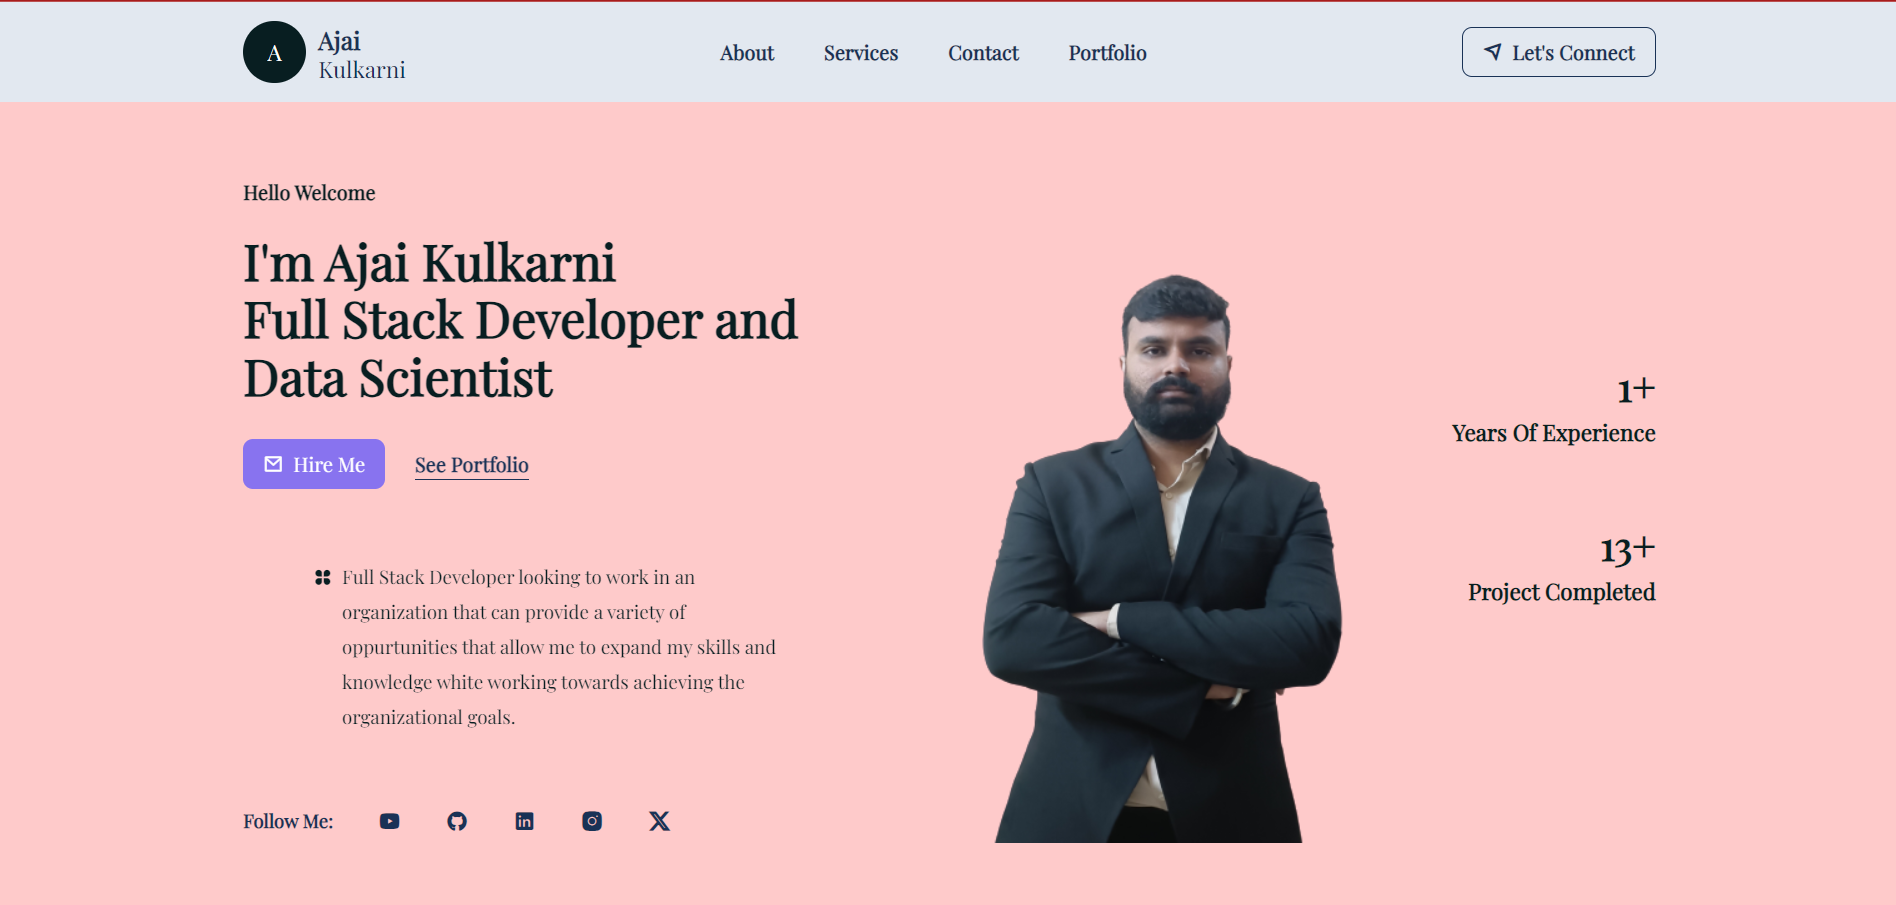 A
Ajai
Kulkarni
About
Services
Contact
Portfolio
Let's Connect
Hello Welcome
I'm Ajai Kulkarni
Full Stack Developer and
Data Scientist
Hire Me
See Portfolio
Full Stack Developer looking to work in an
organization that can provide a variety of
oppurtunities that allow me to expand my skills and
knowledge white working towards achieving the
organizational goals.
1+
Years Of Experience
13+
Project Completed
Follow Me: